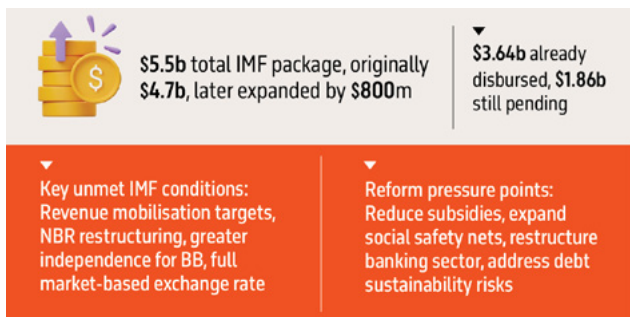 $5.5b total IMF package, originally
$4.7b, later expanded by $800m
$3.64b already
disbursed, $1.86b
still pending
Key unmet IMF conditions:
Revenue mobilisation targets,
NBR restructuring, greater
independence for BB, full
market-based exchange rate
Reform pressure points:
Reduce subsidies, expand
social safety nets, restructure
banking sector, address debt
sustainability risks